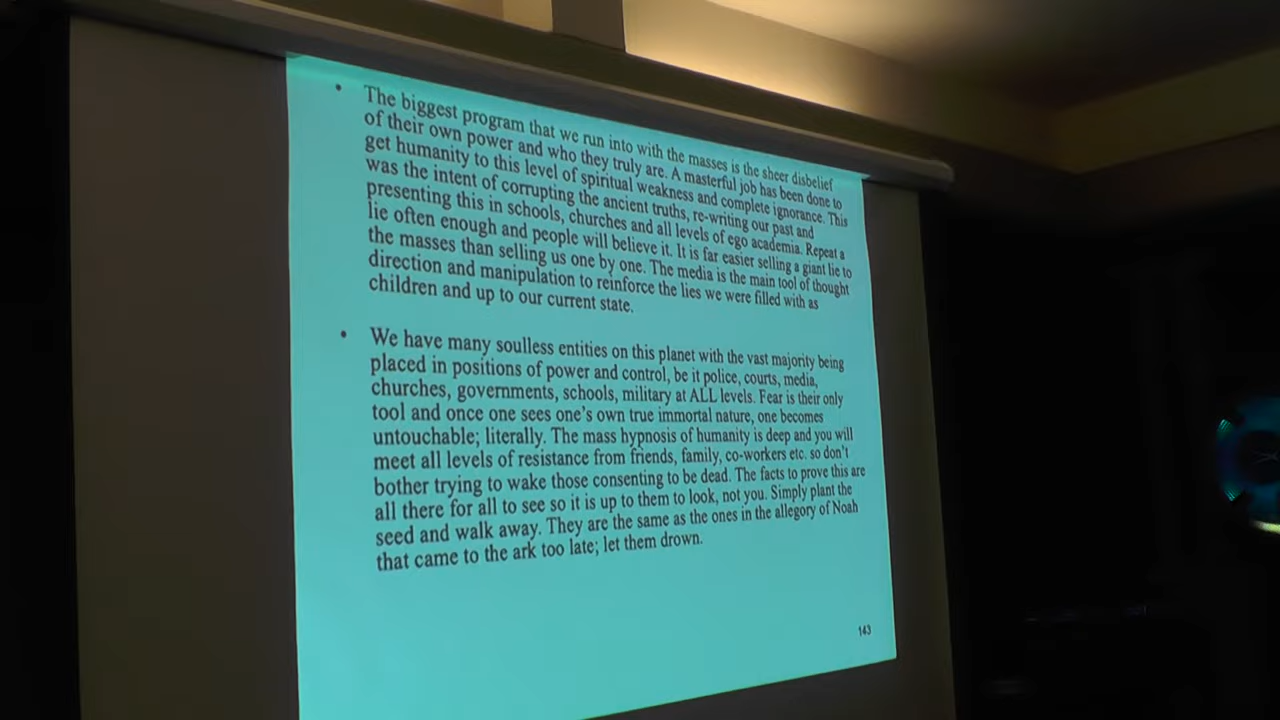 • The biggest program that we run into with the masses is the sheer disbelief
of their own power and who they truly are. A masterful job has been done to
get humanity to this level of spiritual weakness and complete ignorance. This
was the intent of corrupting the ancient truths, re-writing our past and
presenting this in schools, churches and all levels of ego academia. Repeat a
lie often enough and people will believe it. It is far easier selling a giant lie to
the masses than selling us one by one. The media is the main tool of thought
direction and manipulation to reinforce the lies we were filled with as
children and up to our current state.
• We have many soulless entities on this planet with the vast majority being
placed in positions of power and control, be it police, courts, media,
churches, governments, schools, military at ALL levels. Fear is their only
tool and once one sees one's own true immortal nature, one becomes
untouchable; literally. The mass hypnosis of humanity is deep and you will
meet all levels of resistance from friends, family, co-workers etc. so don't
bother trying to wake those consenting to be dead. The facts to prove this are
all there for all to see so it is up to them to look, not you. Simply plant the
seed and walk away. They are the same as the ones in the allegory of Noah
that came to the ark too late; let them drown.
143